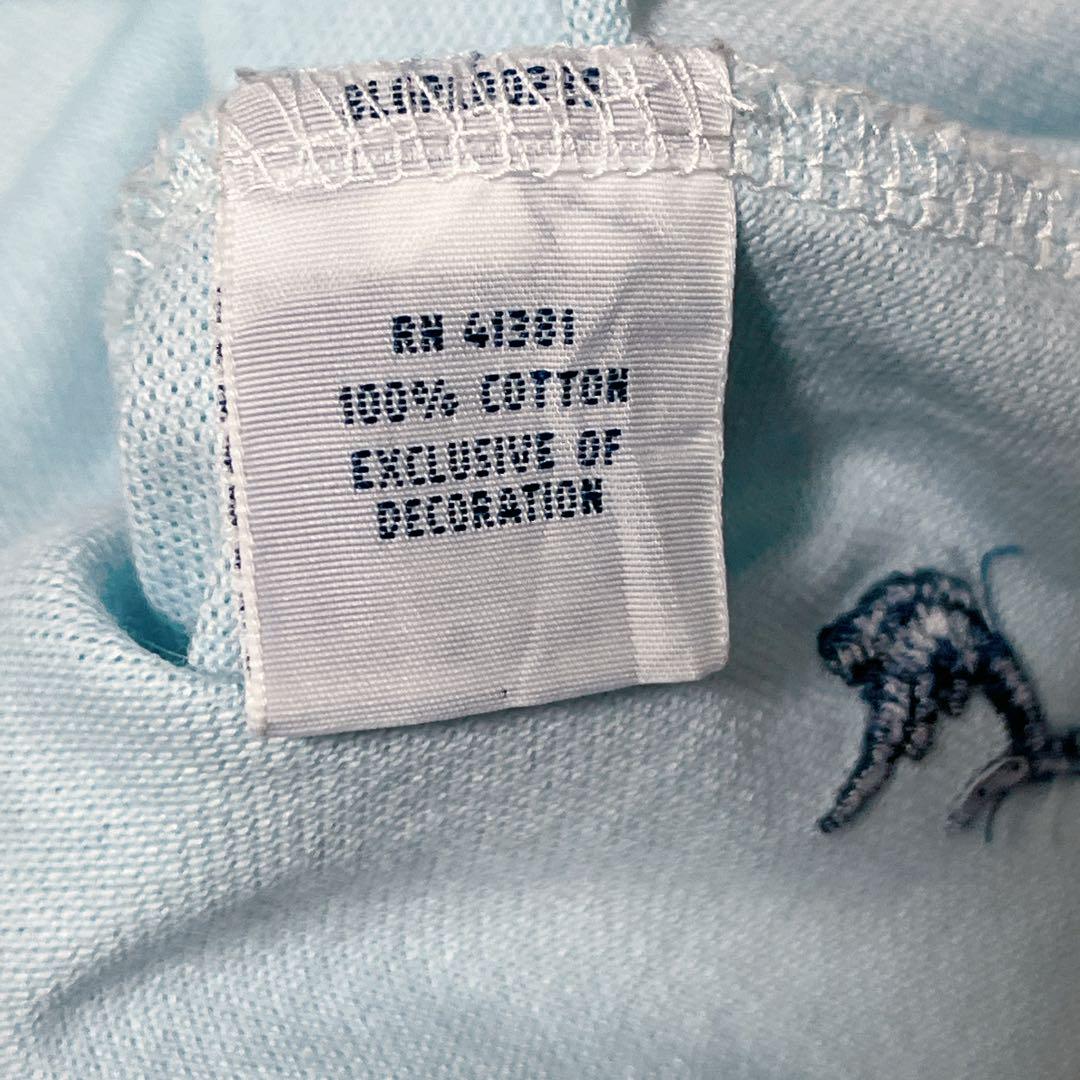 RN 41381
100% COTTON
EXCLUSIVE OF
DECORATION